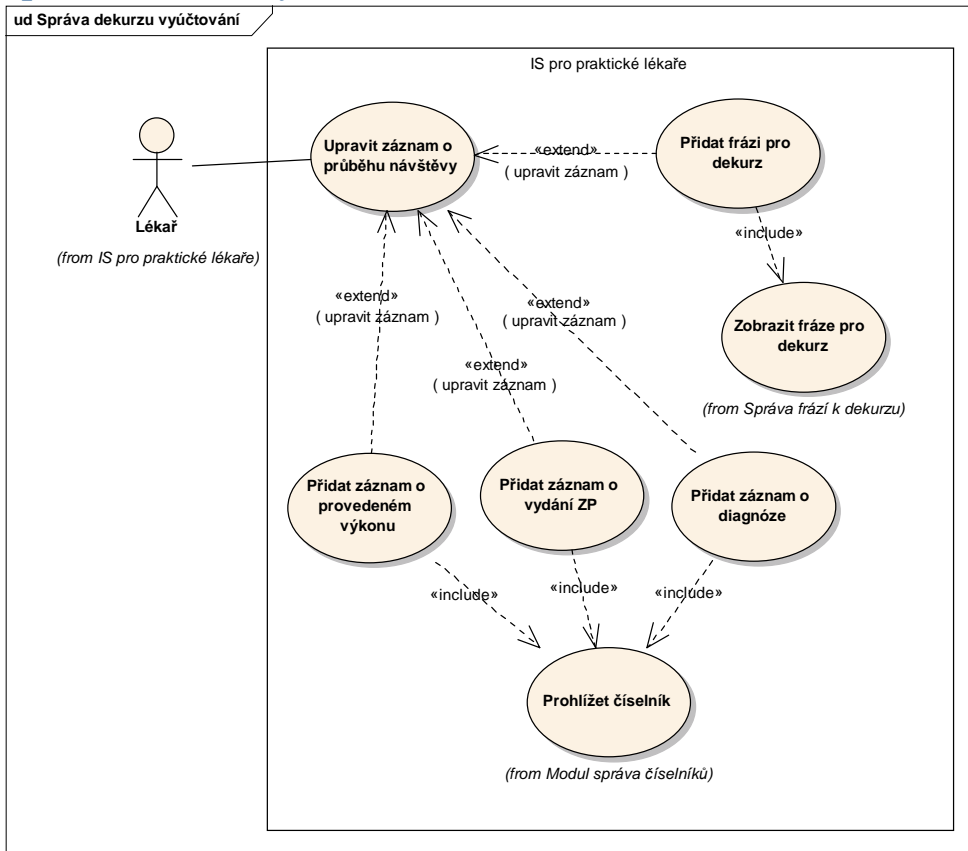 ud Správa dekurzu vyúčtování
IS pro praktické lékaře
Upravit záznam o
průběhu návštěvy
«extend»
( upravit záznam )
Přidat frázi pro
dekurz
Lékař
(from IS pro praktické lékaře)
«include»
«extend»
( upravit záznam )
«extend»
( upravit záznam )
Zobrazit fráze pro
dekurz
«extend»
( upravit záznam )
(from Správa frází k dekurzu)
Přidat záznam o
provedeném
výkonu
Přidat záznam o
vydání ZP
Přidat záznam o
diagnóze
«include»
«include»
«include»
Prohlížet číselník
(from Modul správa číselníků)